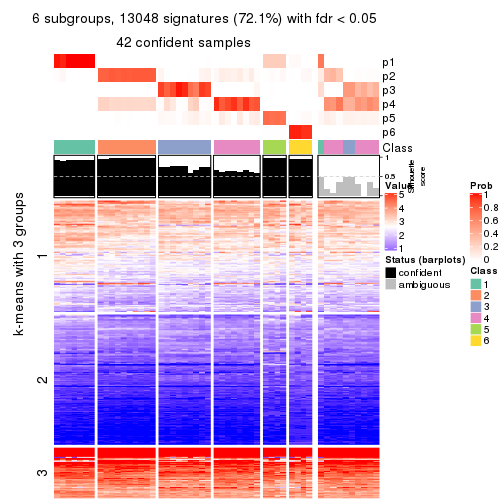 6 subgroups, 13048 signatures (72.1%) with fdr < 0.05
42 confident samples
p1
p2
p3
p4
p5
p6
Class
1
0.5
0
Silhouette
score
k-means with 3 groups
1
2
3
Value
5
4
3
2
1
Status (barplots)
confident
ambiguous
Prob
1
0.8
0.6
0.4
0.2
0
Class
1
2
3
4
5
6